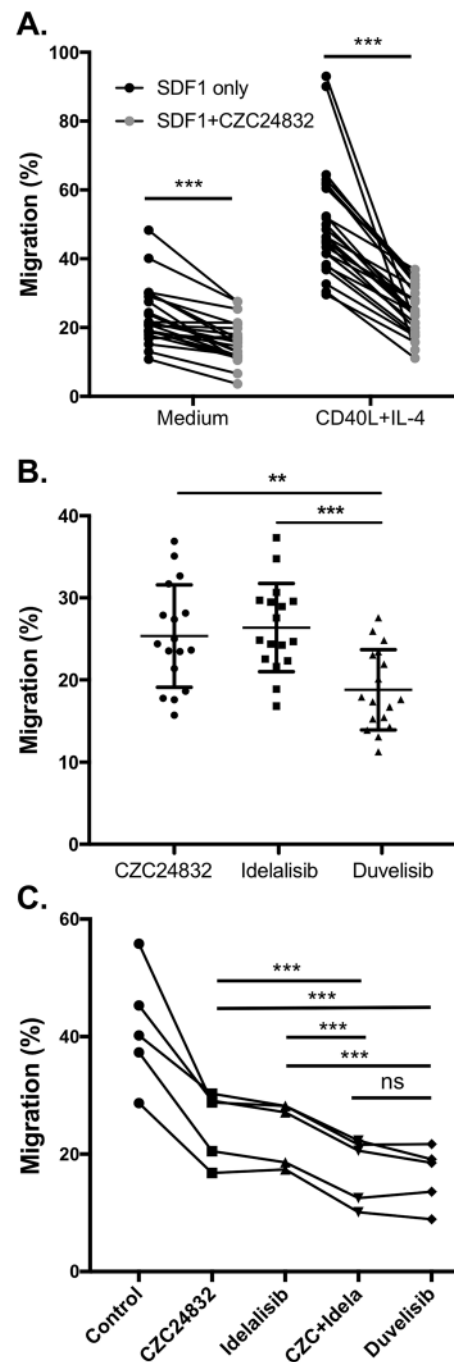 A.
***
SDF1 only
SDF1+CZC24832
***
Migration (%)
100
80
60
40
20
0
Medium CD40L+IL-4
B.
**
***
Migration (%)
40
30
20
10
0
CZC24832 Idelalisib Duvelisib
C.
***
***
***
***
ns
Migration (%)
60
40
20
0
Control CZC24832 Idelalisib CZC+Idela Duvelisib